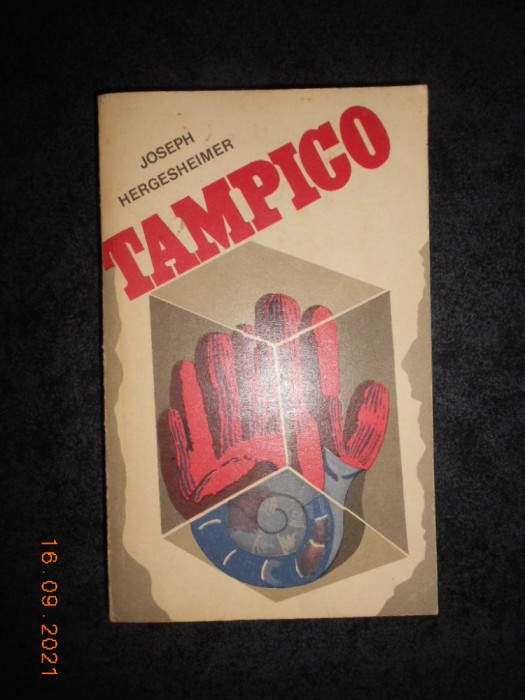 JOSEPH
HERGESHEIMER
TAMPICO
16.09.2021